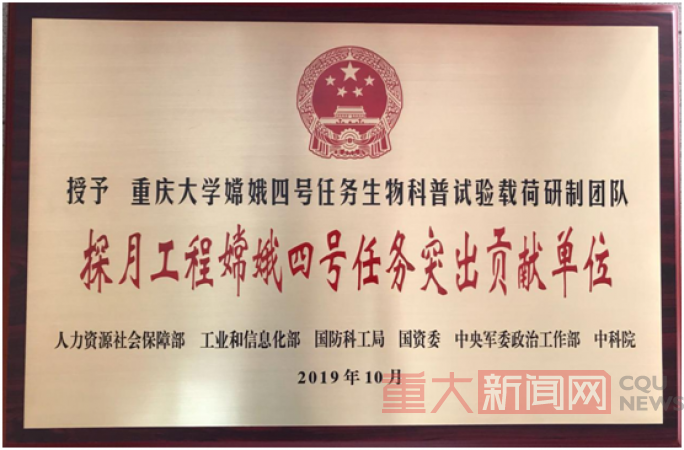 授予 重庆大学嫦娥四号任务生物科普试验载荷研制团队
探月工程嫦娥四号任务突出贡献单位
人力资源社会保障部 工业和信息化部 国防科工局 国资委 中央军委政治工作部 中科院
2019年10月
重大新闻网 CQU NEWS